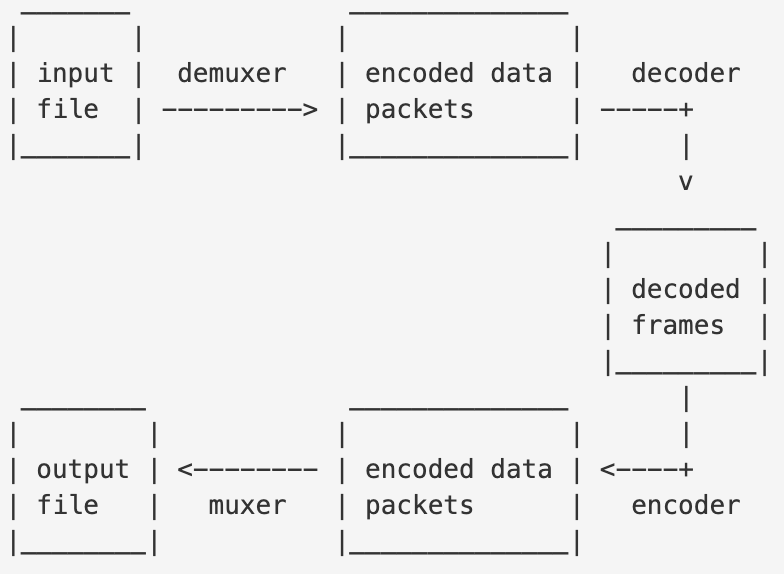 _______              ______________
|       |            |              |
| input |  demuxer   | encoded data |   decoder
| file  | ---------> | packets      | -----+
|_______|            |______________|      |
                                           v
                                       _________
                                      |         |
                                      | decoded |
                                      | frames  |
                                      |_________|
 ________             ______________       |
|        |           |              |      |
| output | <-------- | encoded data | <----+
| file   |   muxer   | packets      |   encoder
|________|           |______________|